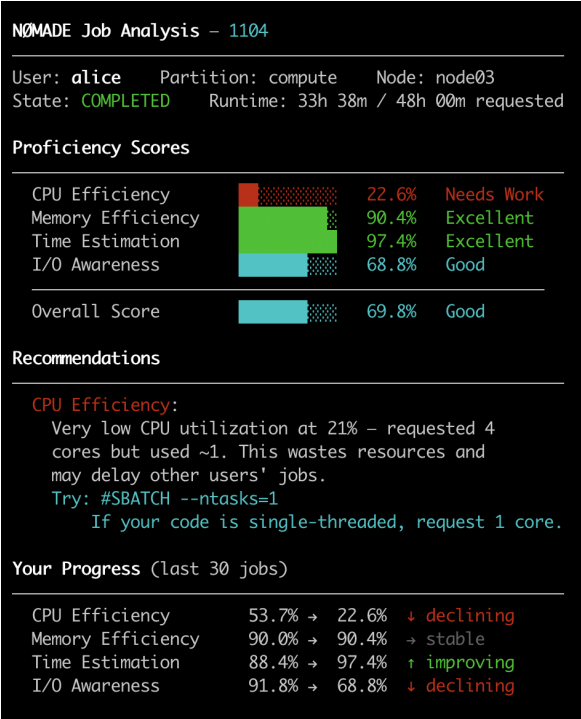 NØMADE Job Analysis — 1104
User: alice    Partition: compute    Node: node03
State: COMPLETED    Runtime: 33h 38m / 48h 00m requested
Proficiency Scores
CPU Efficiency    22.6%    Needs Work
Memory Efficiency    90.4%    Excellent
Time Estimation    97.4%    Excellent
I/O Awareness    68.8%    Good
Overall Score    69.8%    Good
Recommendations
CPU Efficiency:
Very low CPU utilization at 21% — requested 4
cores but used ~1. This wastes resources and
may delay other users' jobs.
Try: #SBATCH --ntasks=1
If your code is single-threaded, request 1 core.
Your Progress (last 30 jobs)
CPU Efficiency    53.7% →  22.6%  ↓ declining
Memory Efficiency    90.0% →  90.4%  → stable
Time Estimation    88.4% →  97.4%  ↑ improving
I/O Awareness    91.8% →  68.8%  ↓ declining